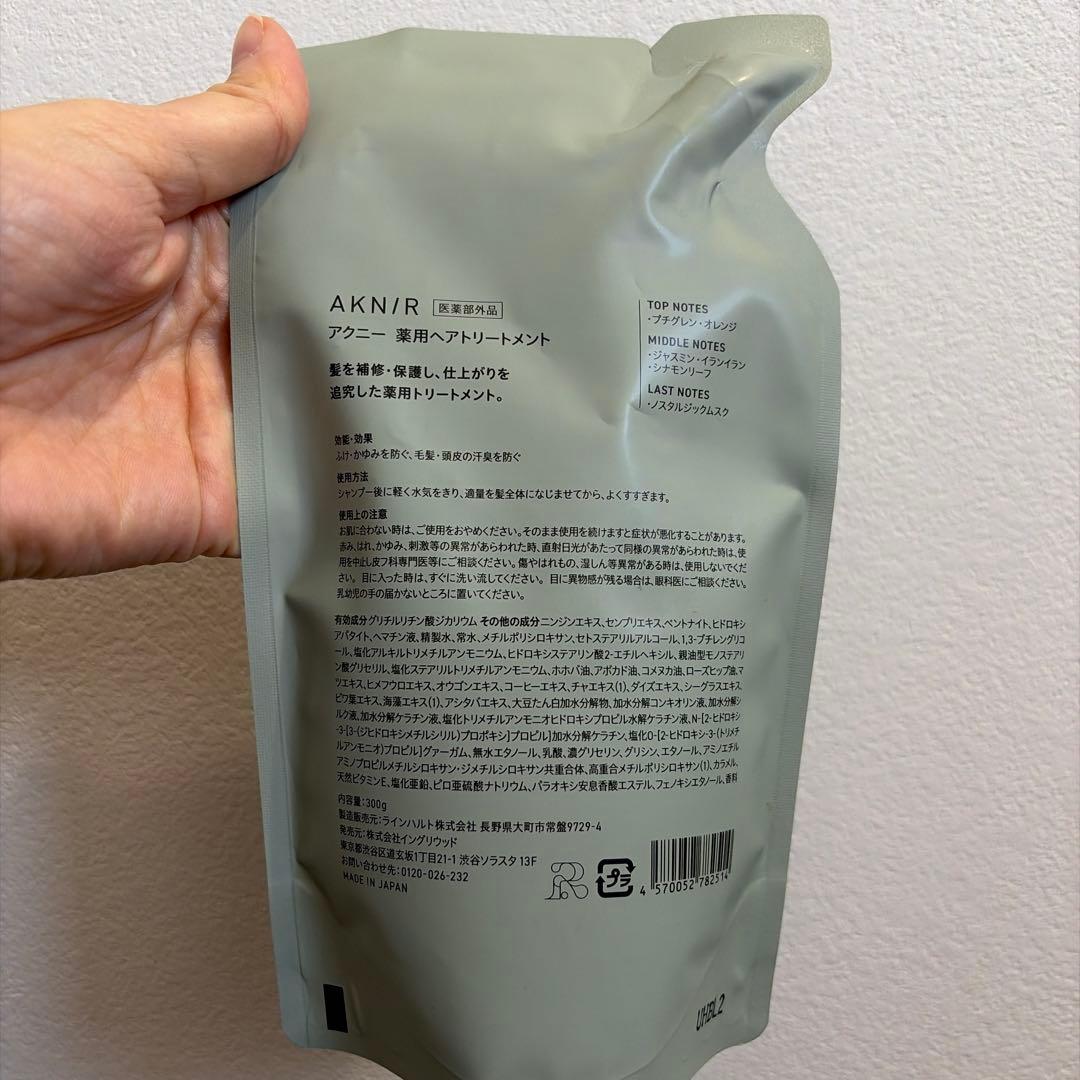 AKNIR 医薬部外品
アクニー 薬用ヘアトリートメント
髪を補修・保護し、仕上がりを
追究した薬用トリートメント。
TOP NOTES
・プチグレン・オレンジ
MIDDLE NOTES
・ジャスミン・イランイラン
・シナモンリーフ
LAST NOTES
・ノスタルジックムスク
効能・効果
ふけ・かゆみを防ぐ、毛髪・頭皮の汗臭を防ぐ
使用方法
シャンプー後に軽く水気をきり、適量を髪全体になじませてから、よくすすぎます。
使用上の注意
お肌に合わない時は、ご使用をおやめください。そのまま使用を続けますと症状が悪化することがあります。
赤み、はれ、かゆみ、刺激等の異常があらわれた時、直射日光があたって同様の異常があらわれた時は、使
用を中止し皮フ科専門医等にご相談ください。傷やはれもの、湿しん等異常がある時は、使用しないでくだ
さい。目に入った時は、すぐに洗い流してください。目に異物感が残る場合は、眼科医にご相談ください。
乳幼児の手の届かないところに置いてください。
有効成分グリチルリチン酸ジカリウム その他の成分ニンジンエキス、センブリエキス、ベントナイト、ヒドロキシ
アパタイト、ヘマチン液、精製水、常水、メチルポリシロキサン、セトステアリルアルコール、1,3-ブチレングリコ
ール、塩化アルキルトリメチルアンモニウム、ヒドロキシステアリン酸2-エチルヘキシル、親油型モノステアリ
ン酸グリセリル、塩化ステアリルトリメチルアンモニウム、ホホバ油、アボカド油、コメヌカ油、ローズヒップ油、マ
ツエキス、ヒメフウロエキス、オウゴンエキス、コーヒーエキス、チャエキス(1)、ダイズエキス、シーグラスエキス、
ビワ葉エキス、海藻エキス(1)、アシタバエキス、大豆たん白加水分解物、加水分解コンキオリン液、加水分解シ
ルク液、加水分解ケラチン液、塩化トリメチルアンモニオヒドロキシプロピル加水解ケラチン液、N-[2-ヒドロキシ
-3-[3-(ジヒドロキシメチルシリル)プロポキシ]プロピル]加水分解ケラチン、塩化O-[2-ヒドロキシ-3-(トリメチ
ルアンモニオ)プロピル]グァーガム、無水エタノール、乳酸、濃グリセリン、グリシン、エタノール、アミノエチル
アミノプロピルメチルシロキサン・ジメチルシロキサン共重合体、高重合メチルポリシロキサン(1)、カラメル、
天然ビタミンE、塩化亜鉛、ピロ亜硫酸ナトリウム、パラオキシ安息香酸エステル、フェノキシエタノール、香料
内容量:300g
製造販売元:ラインハルト株式会社 長野県大町市常盤9729-4
発売元:株式会社イングリウッド
東京都渋谷区道玄坂1丁目21-1 渋谷ソラスタ 13F
お問い合わせ先:0120-026-232
MADE IN JAPAN
プラ
4 570052 782514
UHBL2